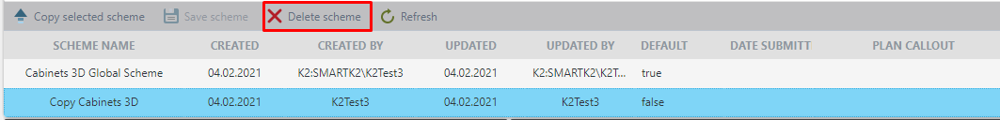 Copy selected scheme Save scheme Delete scheme Refresh
SCHEME NAME CREATED CREATED BY UPDATED UPDATED BY DEFAULT DATE SUBMITT PLAN CALLOUT
Cabinets 3D Global Scheme 04.02.2021 K2:SMARTK2\K2Test3 04.02.2021 K2:SMARTK2\K2T... true
Copy Cabinets 3D 04.02.2021 K2Test3 04.02.2021 K2Test3 false